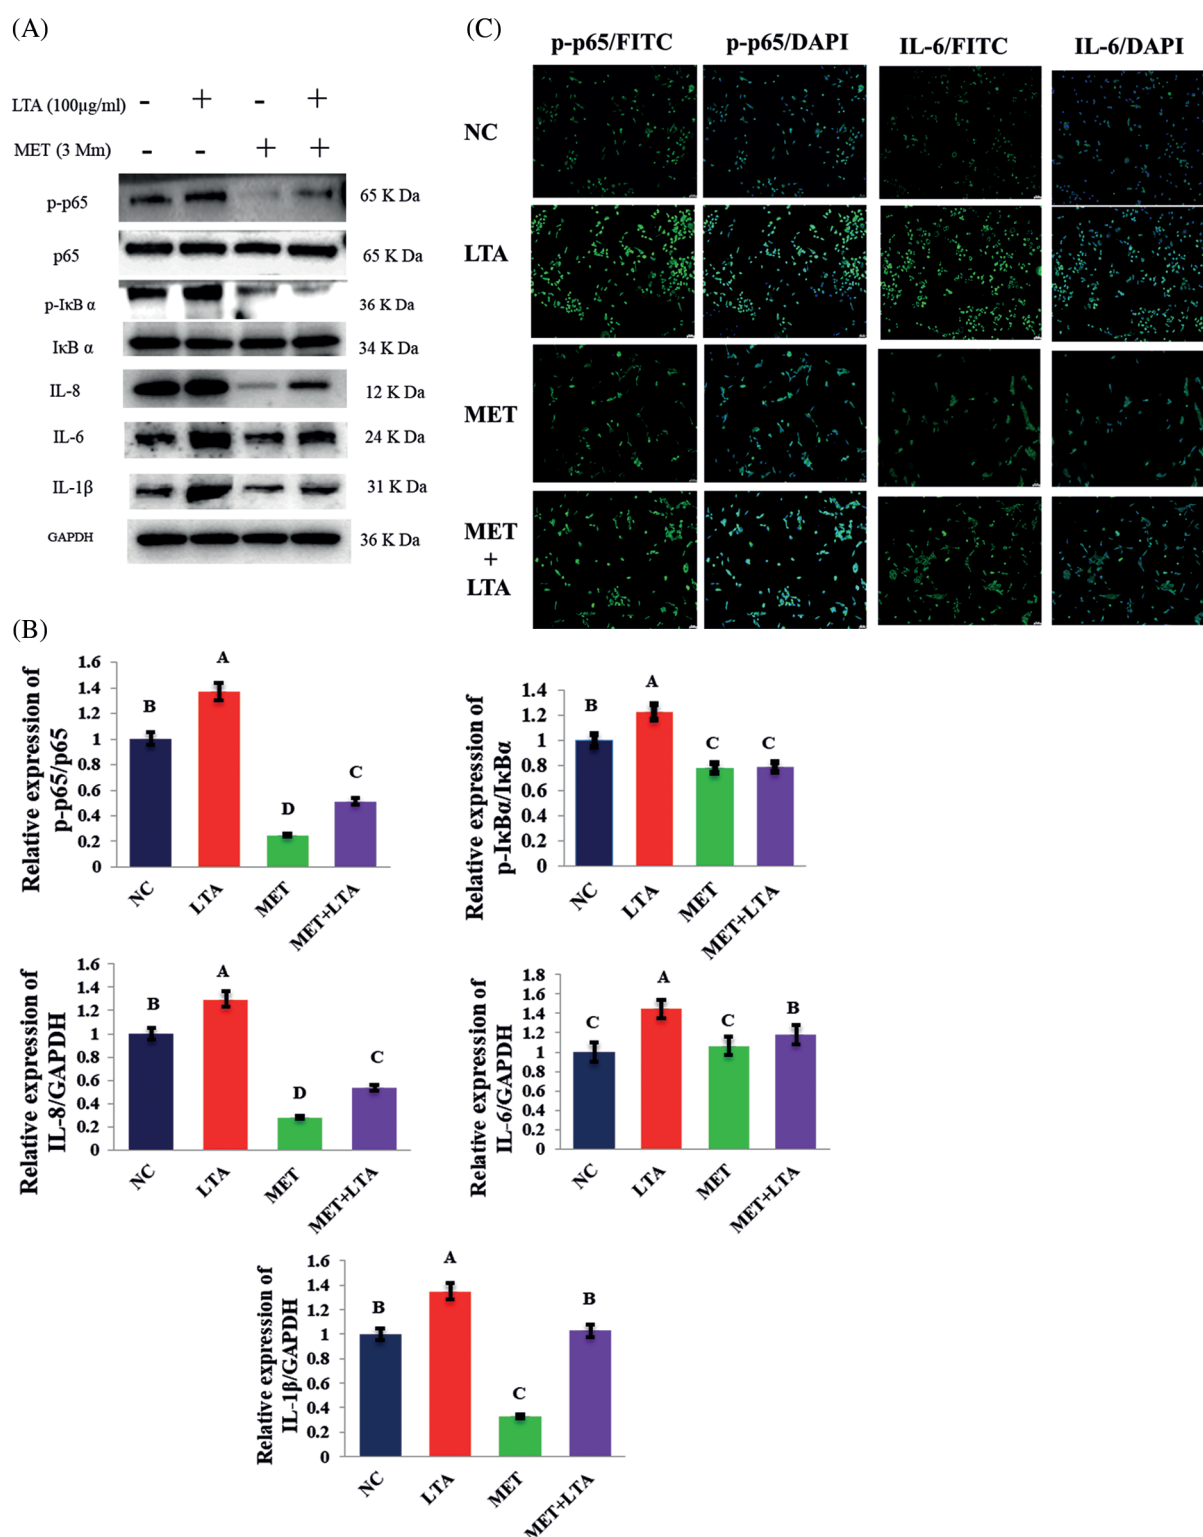 (A)
LTA (100μg/ml) - + - +
MET (3 Mm) - - + +
p-p65 65 K Da
p65 65 K Da
p-IκB α 36 K Da
IκB α 34 K Da
IL-8 12 K Da
IL-6 24 K Da
IL-1β 31 K Da
GAPDH 36 K Da
(C)
p-p65/FITC p-p65/DAPI IL-6/FITC IL-6/DAPI
NC
LTA
MET
MET
+
LTA
(B)
Relative expression of
p-p65/p65
1.6
1.4
1.2
1
0.8
0.6
0.4
0.2
0
B A D C
NC LTA MET MET+LTA
Relative expression of
p-IκBα/IκBα
1.4
1.2
1
0.8
0.6
0.4
0.2
0
B A C C
NC LTA MET MET+LTA
Relative expression of
IL-8/GAPDH
1.6
1.4
1.2
1
0.8
0.6
0.4
0.2
0
B A D C
NC LTA MET MET+LTA
Relative expression of
IL-6/GAPDH
1.8
1.6
1.4
1.2
1
0.8
0.6
0.4
0.2
0
C A C B
NC LTA MET MET+LTA
Relative expression of
IL-1β/GAPDH
1.6
1.4
1.2
1
0.8
0.6
0.4
0.2
0
B A C B
NC LTA MET MET+LTA